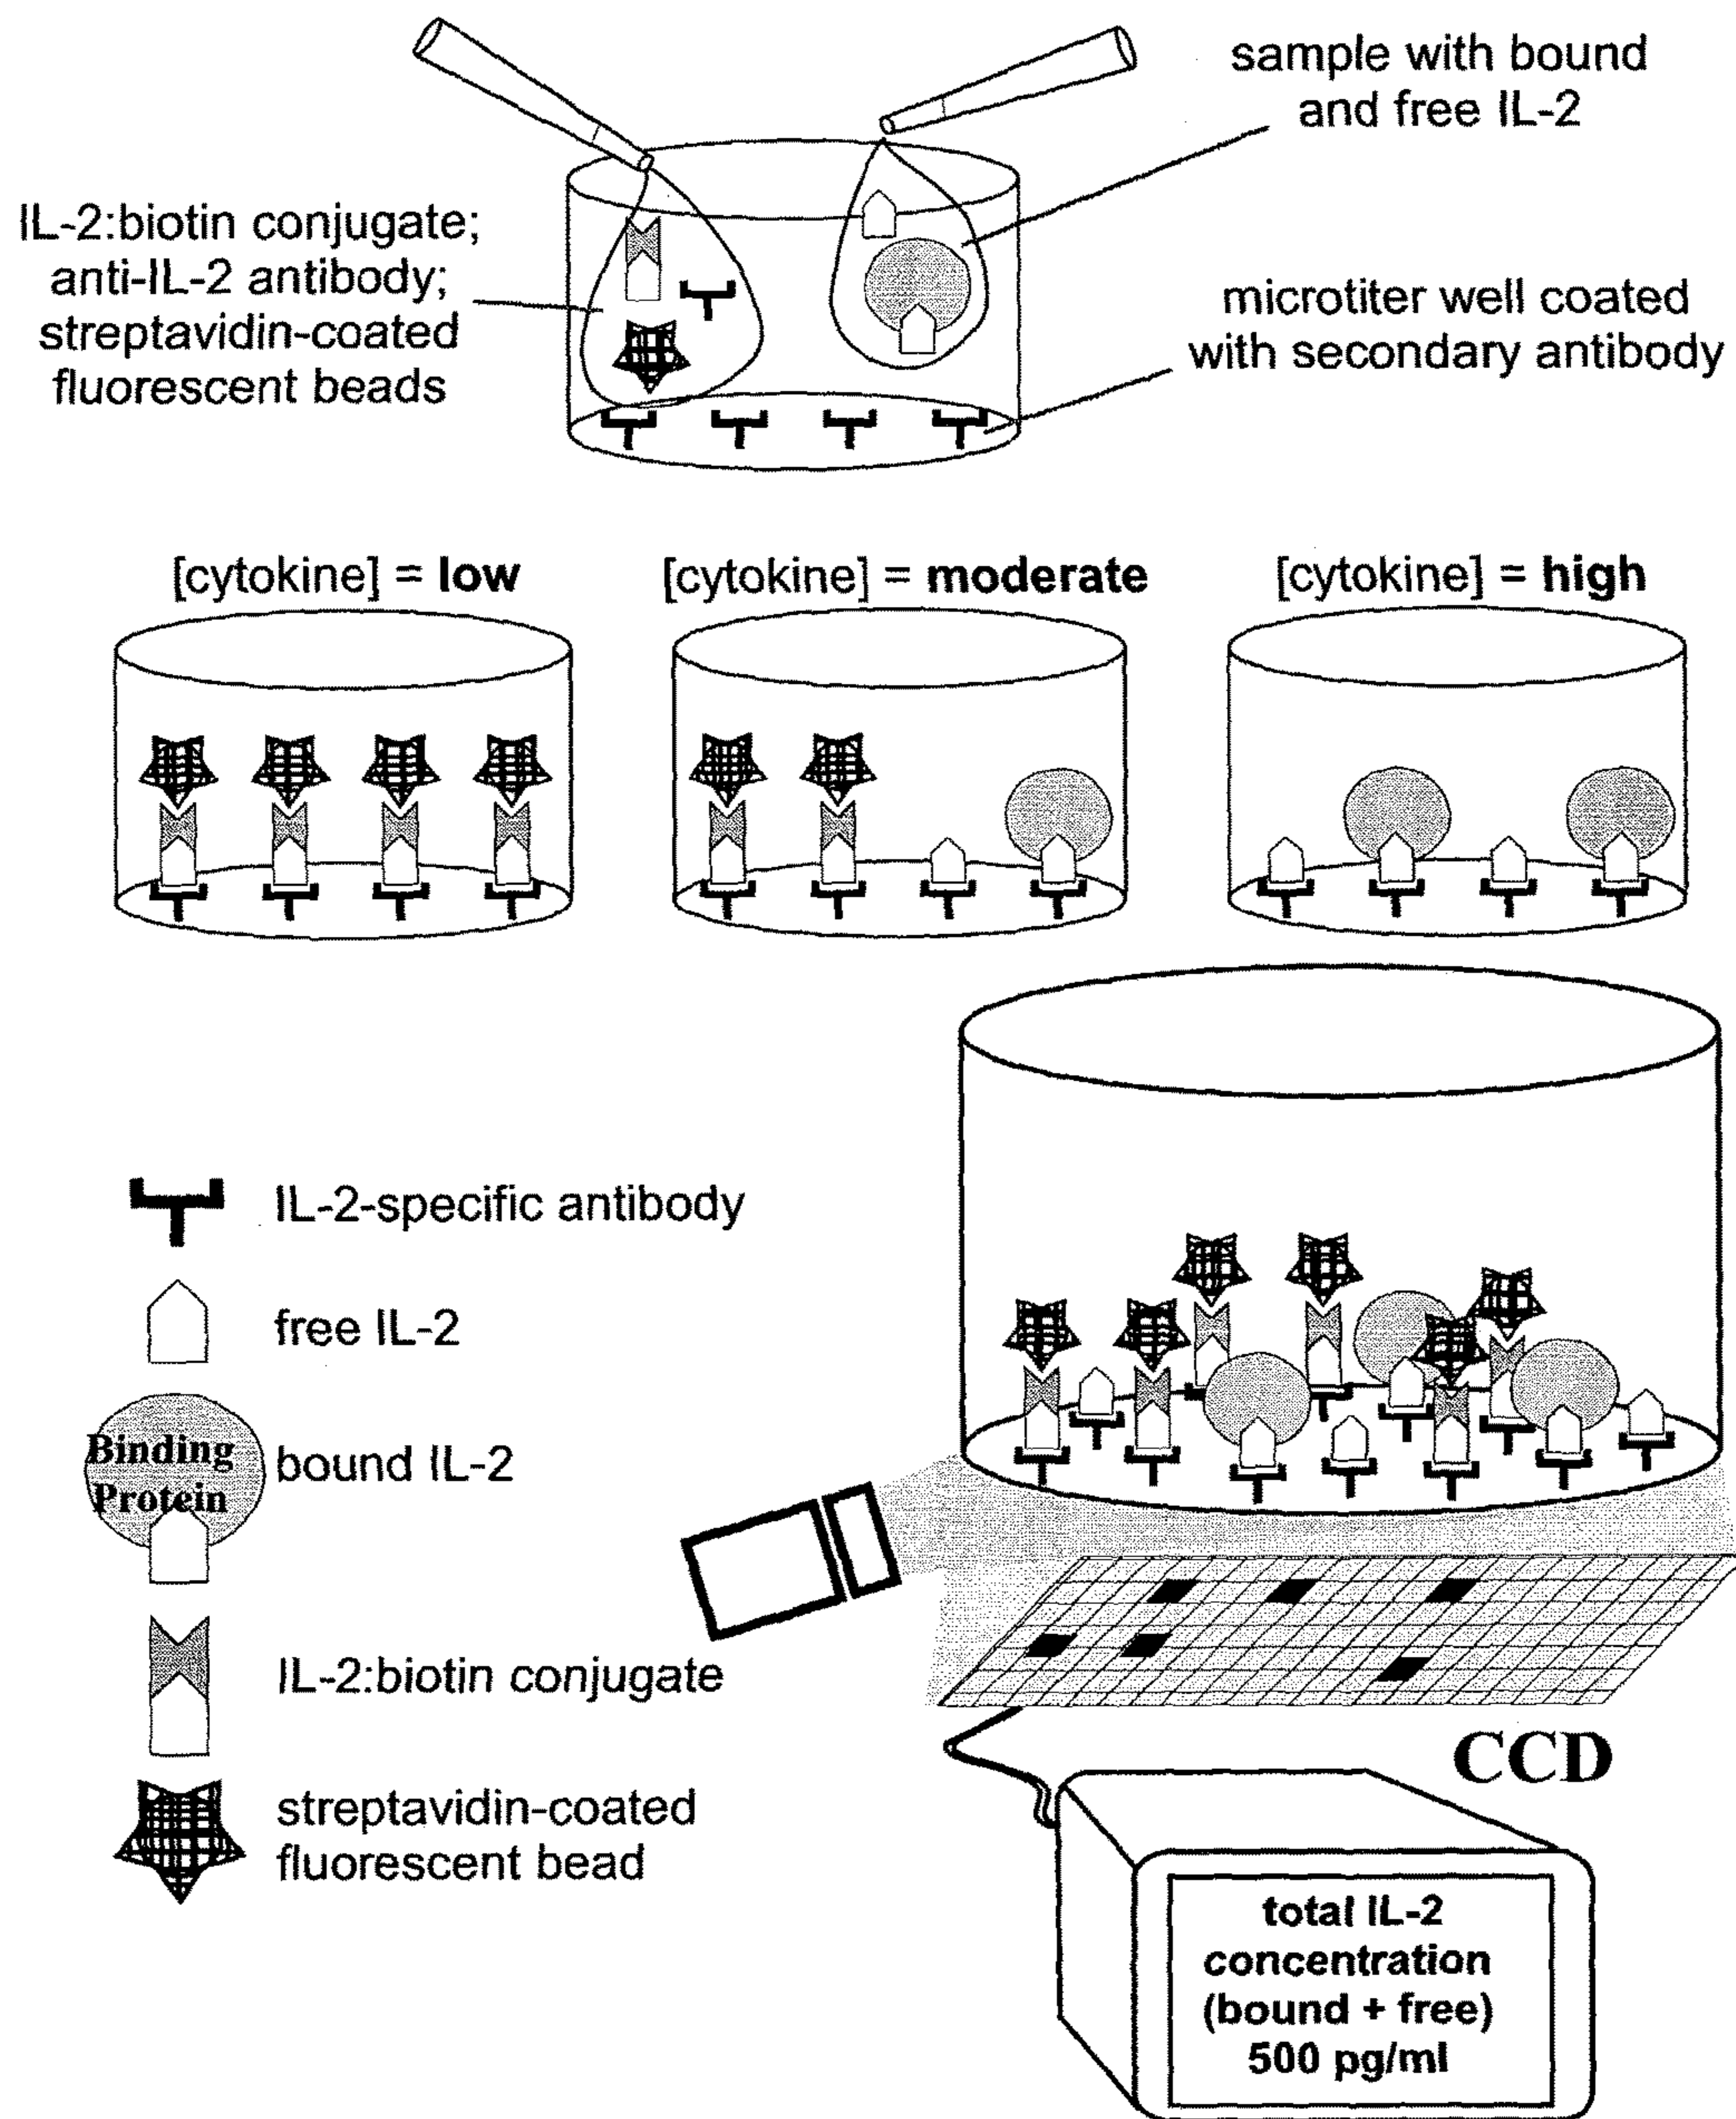 sample with bound
and free IL-2
IL-2:biotin conjugate;
anti-IL-2 antibody;
streptavidin-coated
fluorescent beads
microtiter well coated
with secondary antibody
[cytokine] = low
[cytokine] = moderate
[cytokine] = high
IL-2-specific antibody
free IL-2
Binding
Protein
bound IL-2
IL-2:biotin conjugate
streptavidin-coated
fluorescent bead
CCD
total IL-2
concentration
(bound + free)
500 pg/ml